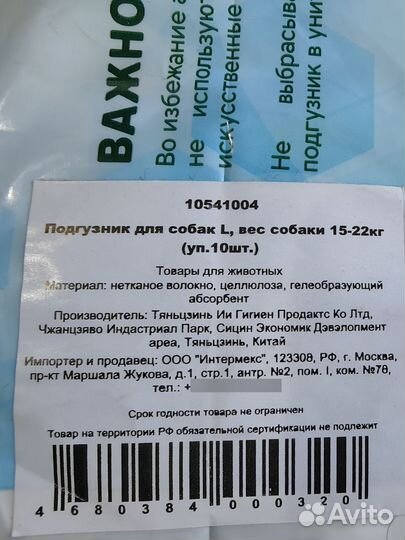 ВАЖНО
Во избежание
не использую
искусственные
Не выбрасыва
подгузник в уни
10541004
Подгузник для собак L, вес собаки 15-22кг
(уп.10шт.)
Товары для животных
Материал: нетканое волокно, целлюлоза, гелеобразующий
абсорбент
Производитель: Тяньцзинь Ии Гигиен Продактс Ко Лтд,
Чжанцзяво Индастриал Парк, Сицин Экономик Дэвэлопмент
ареа, Тяньцзинь, Китай
Импортер и продавец: ООО "Интермекс", 123308, РФ, г. Москва,
пр-кт Маршала Жукова, д.1, стр.1, антр. №2, пом. I, ком. №78,
тел.: +
Срок годности товара не ограничен
Товар на территории РФ обязательной сертификации не подлежит
4 680384 000320
Avito